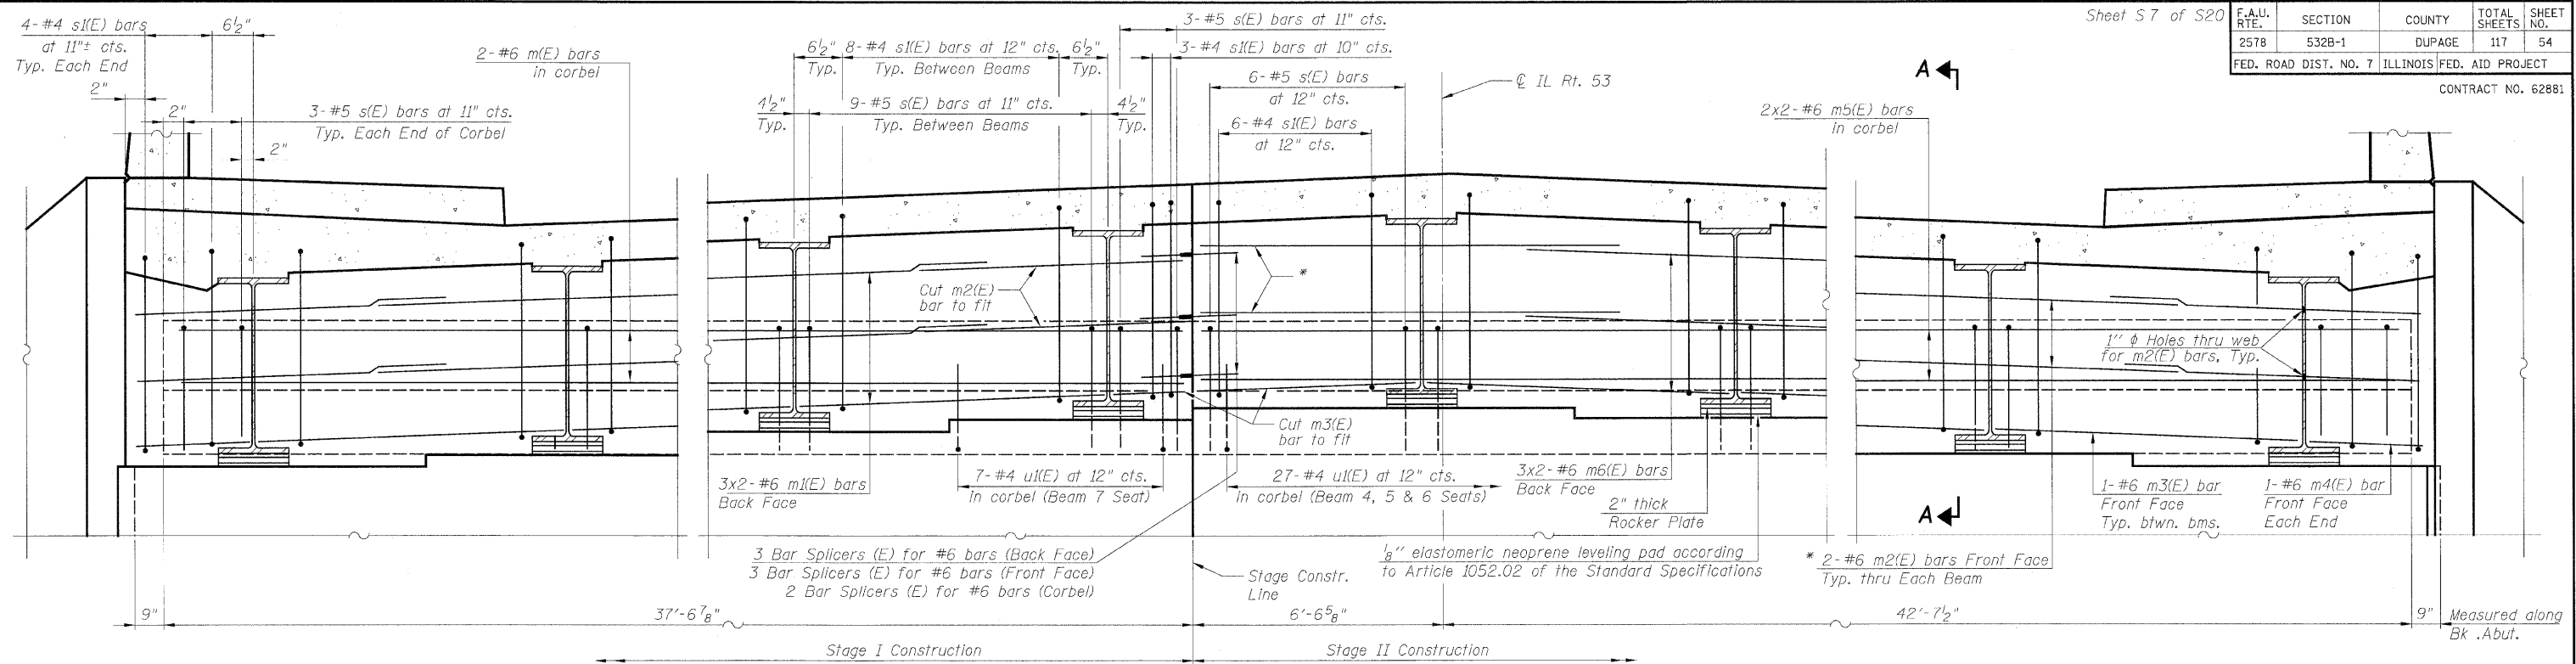 Sheet S 7 of S20
F.A.U. RTE.
SECTION
COUNTY
TOTAL SHEETS
SHEET NO.
2578
532B-1
DUPAGE
117
54
FED. ROAD DIST. NO. 7
ILLINOIS
FED. AID PROJECT
CONTRACT NO. 62881
4-#4 s1(E) bars
at 11"± cts.
Typ. Each End
6½"
2"
2"
3-#5 s(E) bars at 11" cts.
Typ. Each End of Corbel
2"
2-#6 m(E) bars
in corbel
6½"
Typ.
8-#4 s1(E) bars at 12" cts.
Typ. Between Beams
6½"
Typ.
4½"
Typ.
9-#5 s(E) bars at 11" cts.
Typ. Between Beams
4½"
Typ.
3-#5 s(E) bars at 11" cts.
3-#4 s1(E) bars at 10" cts.
6-#5 s(E) bars
at 12" cts.
6-#4 s1(E) bars
at 12" cts.
℄ IL Rt. 53
A
2x2-#6 m5(E) bars
in corbel
Cut m2(E)
bar to fit
*
1" ϕ Holes thru web
for m2(E) bars, Typ.
Cut m3(E)
bar to fit
3x2-#6 m1(E) bars
Back Face
7-#4 u1(E) at 12" cts.
in corbel (Beam 7 Seat)
27-#4 u1(E) at 12" cts.
in corbel (Beam 4, 5 & 6 Seats)
3x2-#6 m6(E) bars
Back Face
2" thick
Rocker Plate
A
1-#6 m3(E) bar
Front Face
Typ. btwn. bms.
1-#6 m4(E) bar
Front Face
Each End
3 Bar Splicers (E) for #6 bars (Back Face)
3 Bar Splicers (E) for #6 bars (Front Face)
2 Bar Splicers (E) for #6 bars (Corbel)
Stage Constr.
Line
⅛" elastomeric neoprene leveling pad according
to Article 1052.02 of the Standard Specifications
* 2-#6 m2(E) bars Front Face
Typ. thru Each Beam
9"
37'-6⅞"
6'-6⅝"
42'-7½"
9"
Measured along
Bk .Abut.
Stage I Construction
Stage II Construction